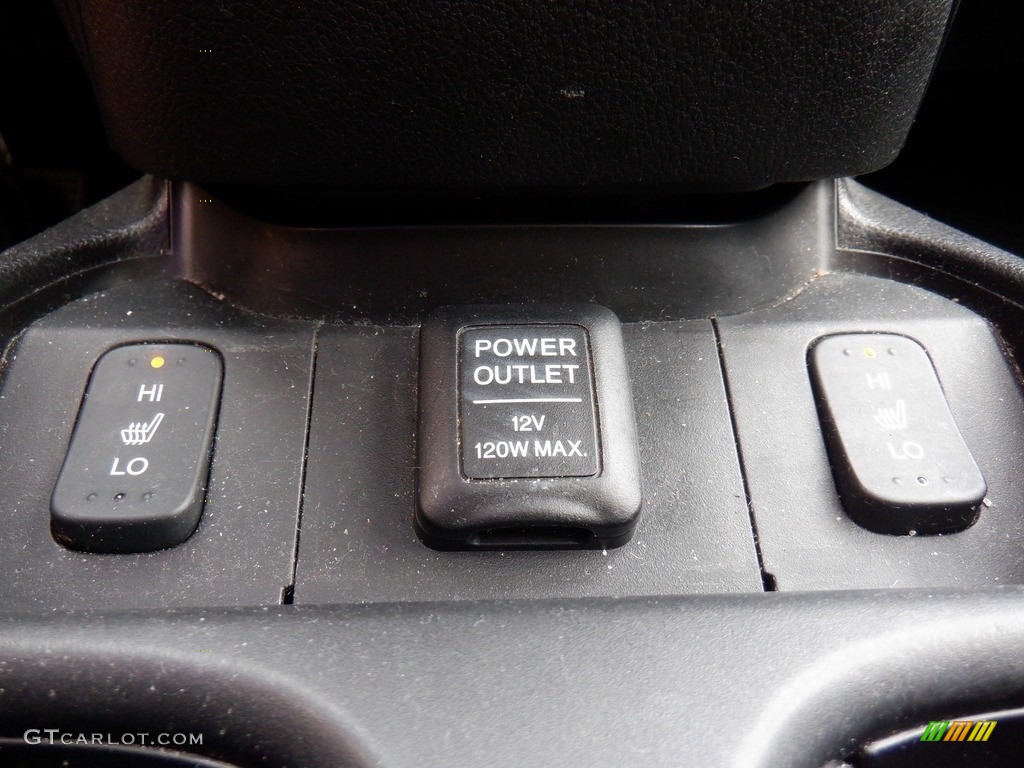 HI
LO
POWER
OUTLET
12V
120W MAX.
HI
LO
GTCARLOT.COM